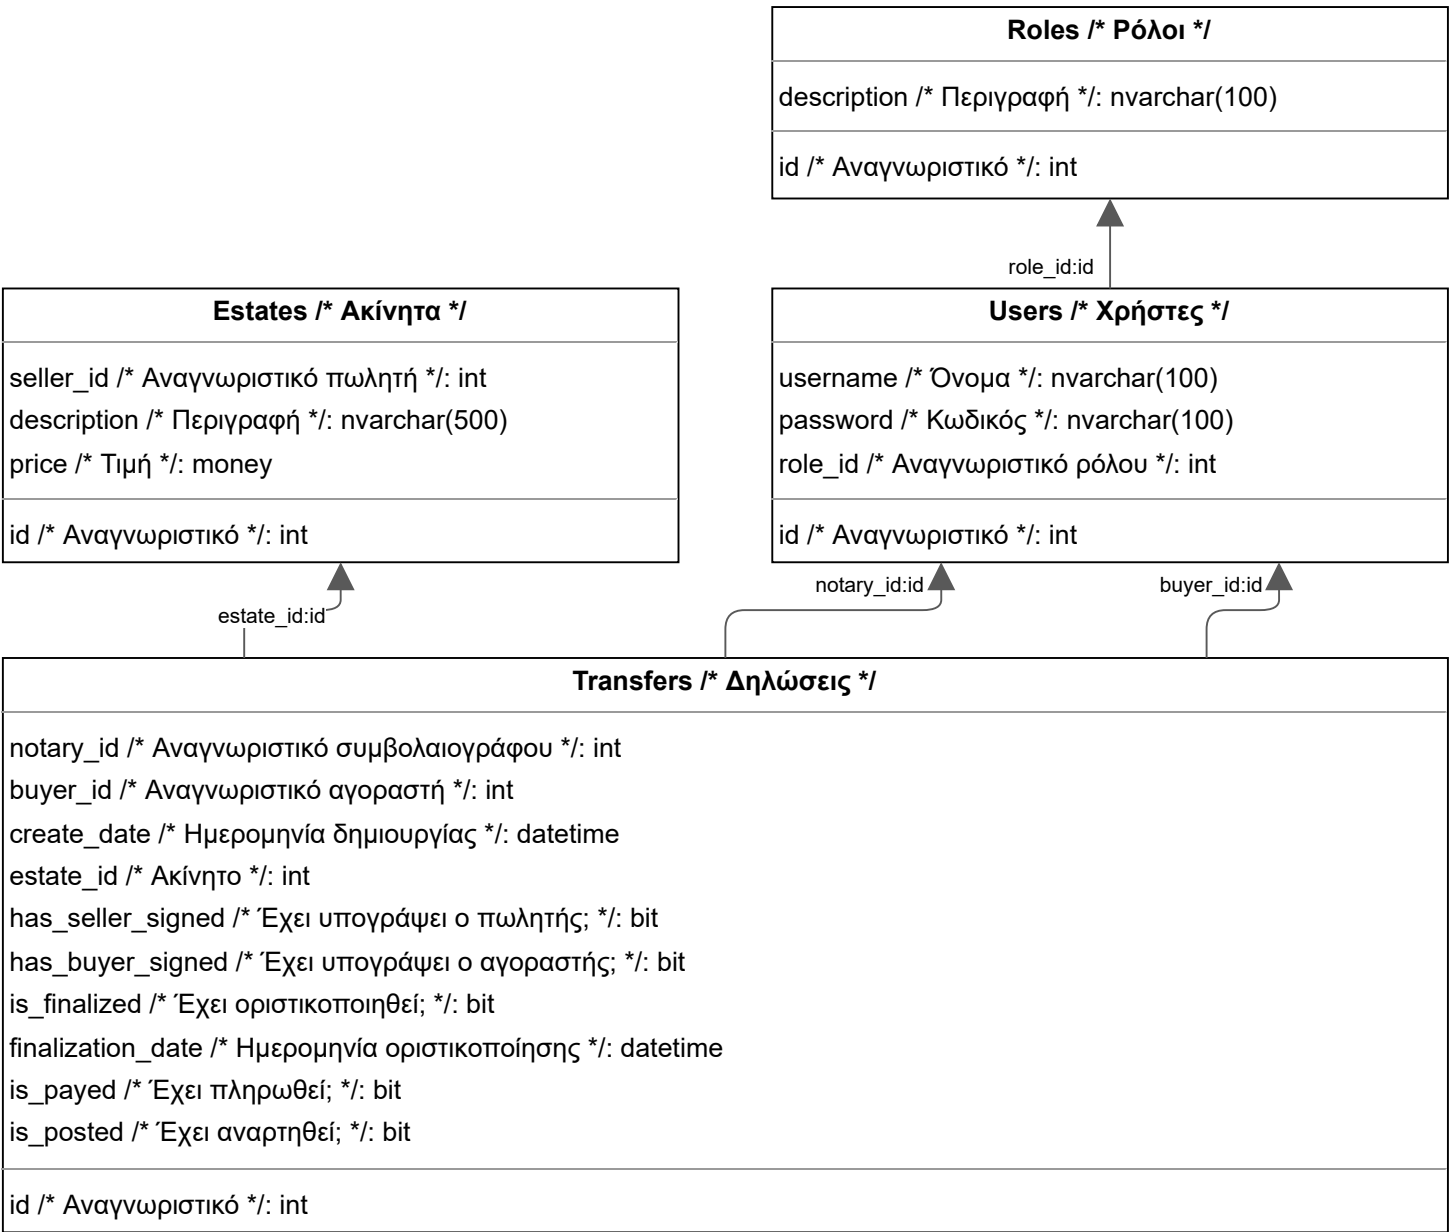 Roles /* Ρόλοι */
description /* Περιγραφή */: nvarchar(100)
id /* Αναγνωριστικό */: int
role_id:id
Estates /* Ακίνητα */
seller_id /* Αναγνωριστικό πωλητή */: int
description /* Περιγραφή */: nvarchar(500)
price /* Τιμή */: money
id /* Αναγνωριστικό */: int
Users /* Χρήστες */
username /* Όνομα */: nvarchar(100)
password /* Κωδικός */: nvarchar(100)
role_id /* Αναγνωριστικό ρόλου */: int
id /* Αναγνωριστικό */: int
estate_id:id
notary_id:id
buyer_id:id
Transfers /* Δηλώσεις */
notary_id /* Αναγνωριστικό συμβολαιογράφου */: int
buyer_id /* Αναγνωριστικό αγοραστή */: int
create_date /* Ημερομηνία δημιουργίας */: datetime
estate_id /* Ακίνητο */: int
has_seller_signed /* Έχει υπογράψει ο πωλητής; */: bit
has_buyer_signed /* Έχει υπογράψει ο αγοραστής; */: bit
is_finalized /* Έχει οριστικοποιηθεί; */: bit
finalization_date /* Ημερομηνία οριστικοποίησης */: datetime
is_payed /* Έχει πληρωθεί; */: bit
is_posted /* Έχει αναρτηθεί; */: bit
id /* Αναγνωριστικό */: int